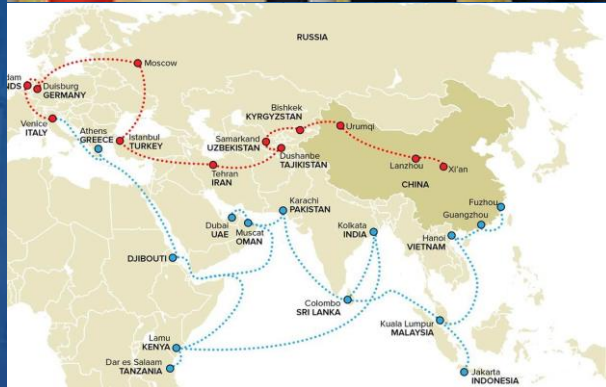 RUSSIA
Moscow
dam
NDS
Duisburg
GERMANY
Venice
ITALY
Athens
GREECE
Istanbul
TURKEY
Bishkek
KYRGYZSTAN
Urumqi
Samarkand
UZBEKISTAN
Dushanbe
TAJIKISTAN
Tehran
IRAN
Lanzhou
Xi'an
CHINA
Fuzhou
Guangzhou
Karachi
PAKISTAN
Dubai
UAE
Muscat
OMAN
Kolkata
INDIA
Hanoi
VIETNAM
DJIBOUTI
Colombo
SRI LANKA
Kuala Lumpur
MALAYSIA
Lamu
KENYA
Dar es Salaam
TANZANIA
Jakarta
INDONESIA